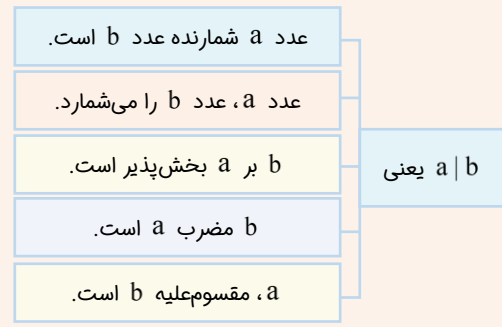 a | b یعنی
عدد a شمارنده عدد b است.
عدد a، عدد b را می‌شمارد.
b بر a بخش‌پذیر است.
b مضرب a است.
a، مقسوم‌علیه b است.